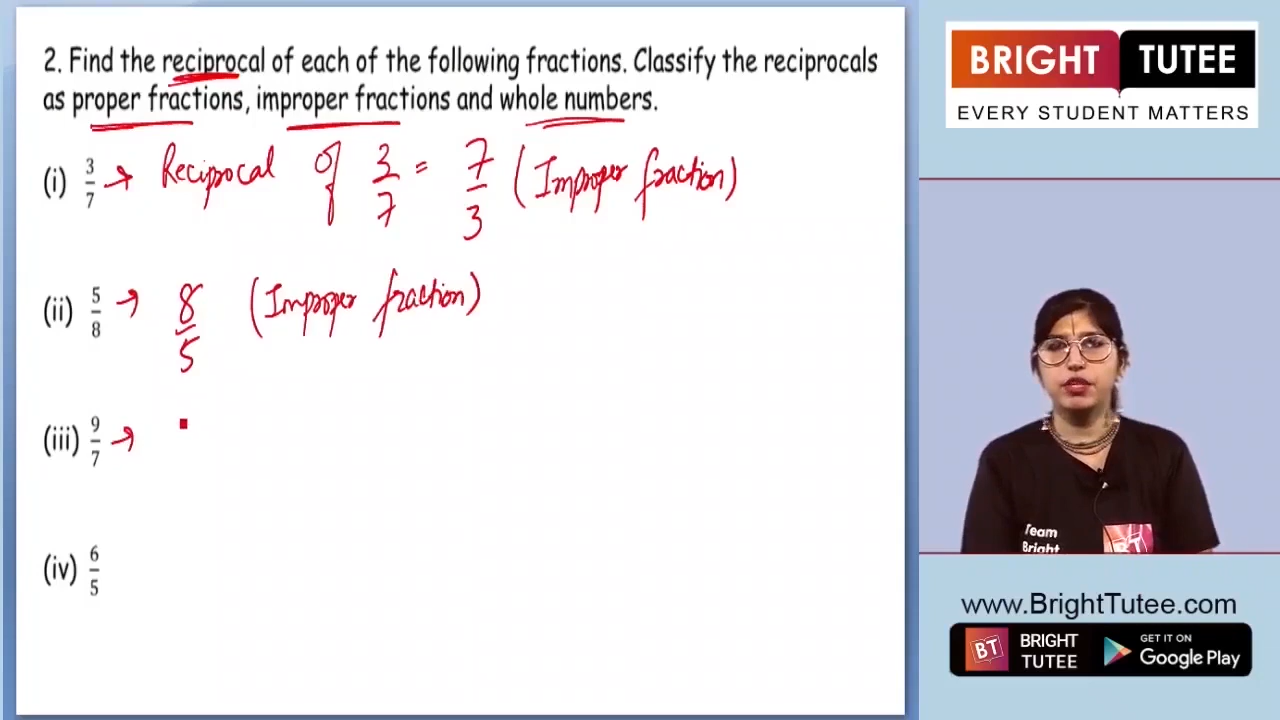 2. Find the reciprocal of each of the following fractions. Classify the reciprocals
as proper fractions, improper fractions and whole numbers.
(i) 3/7 → Reciprocal of 3/7 = 7/3 (Improper fraction)
(ii) 5/8 → 8/5 (Improper fraction)
(iii) 9/7 →
(iv) 6/5
BRIGHT TUTEE
EVERY STUDENT MATTERS
Team
Bright
BT
www.BrightTutee.com
BT BRIGHT TUTEE
GET IT ON
Google Play